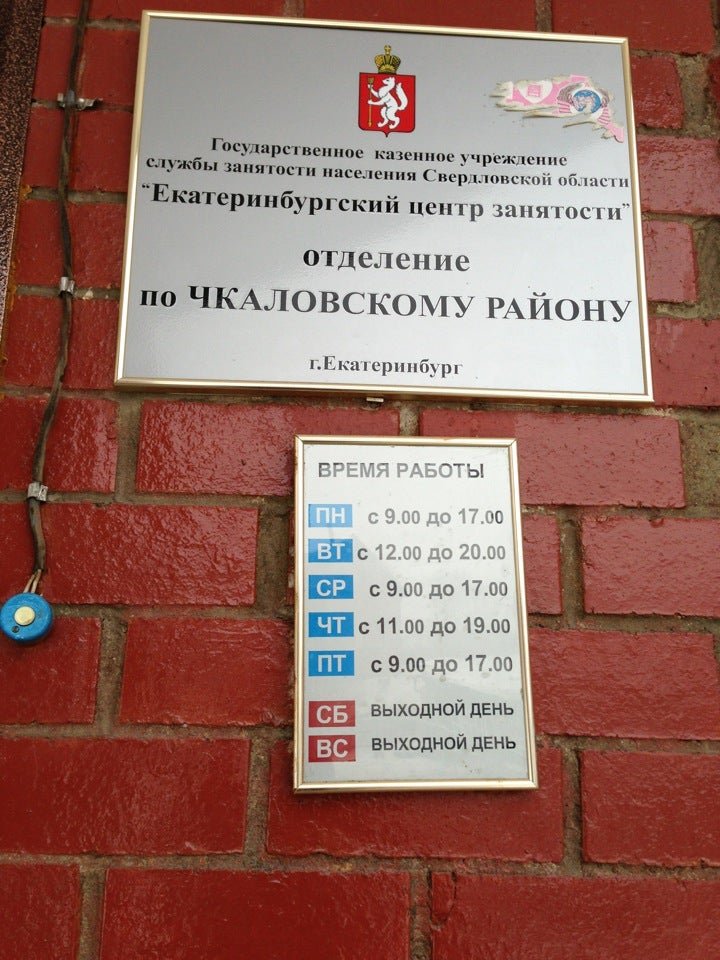 Государственное казенное учреждение
службы занятости населения Свердловской области
"Екатеринбургский центр занятости"
отделение
по ЧКАЛОВСКОМУ РАЙОНУ
г.Екатеринбург
ВРЕМЯ РАБОТЫ
ПН с 9.00 до 17.00
ВТ с 12.00 до 20.00
СР с 9.00 до 17.00
ЧТ с 11.00 до 19.00
ПТ с 9.00 до 17.00
СБ ВЫХОДНОЙ ДЕНЬ
ВС ВЫХОДНОЙ ДЕНЬ